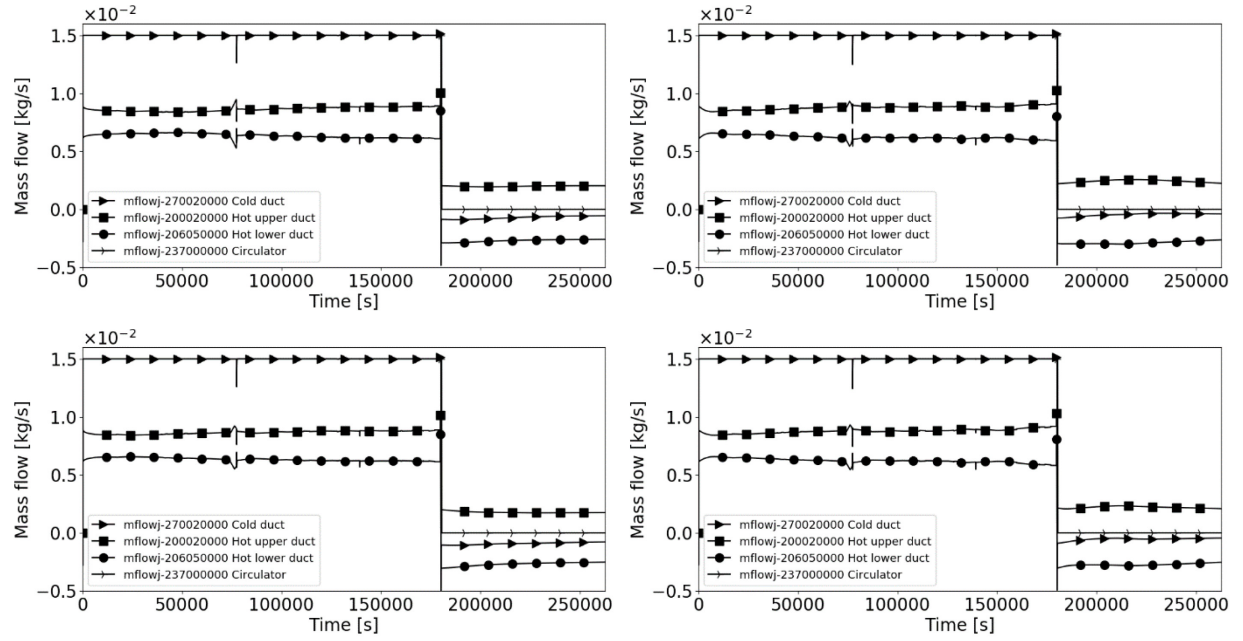 ×10⁻²
1.5
1.0
0.5
0.0
−0.5
Mass flow [kg/s]
mflowj-270020000 Cold duct
mflowj-200020000 Hot upper duct
mflowj-206050000 Hot lower duct
mflowj-237000000 Circulator
0 50000 100000 150000 200000 250000
Time [s]
×10⁻²
1.5
1.0
0.5
0.0
−0.5
Mass flow [kg/s]
mflowj-270020000 Cold duct
mflowj-200020000 Hot upper duct
mflowj-206050000 Hot lower duct
mflowj-237000000 Circulator
0 50000 100000 150000 200000 250000
Time [s]
×10⁻²
1.5
1.0
0.5
0.0
−0.5
Mass flow [kg/s]
mflowj-270020000 Cold duct
mflowj-200020000 Hot upper duct
mflowj-206050000 Hot lower duct
mflowj-237000000 Circulator
0 50000 100000 150000 200000 250000
Time [s]
×10⁻²
1.5
1.0
0.5
0.0
−0.5
Mass flow [kg/s]
mflowj-270020000 Cold duct
mflowj-200020000 Hot upper duct
mflowj-206050000 Hot lower duct
mflowj-237000000 Circulator
0 50000 100000 150000 200000 250000
Time [s]